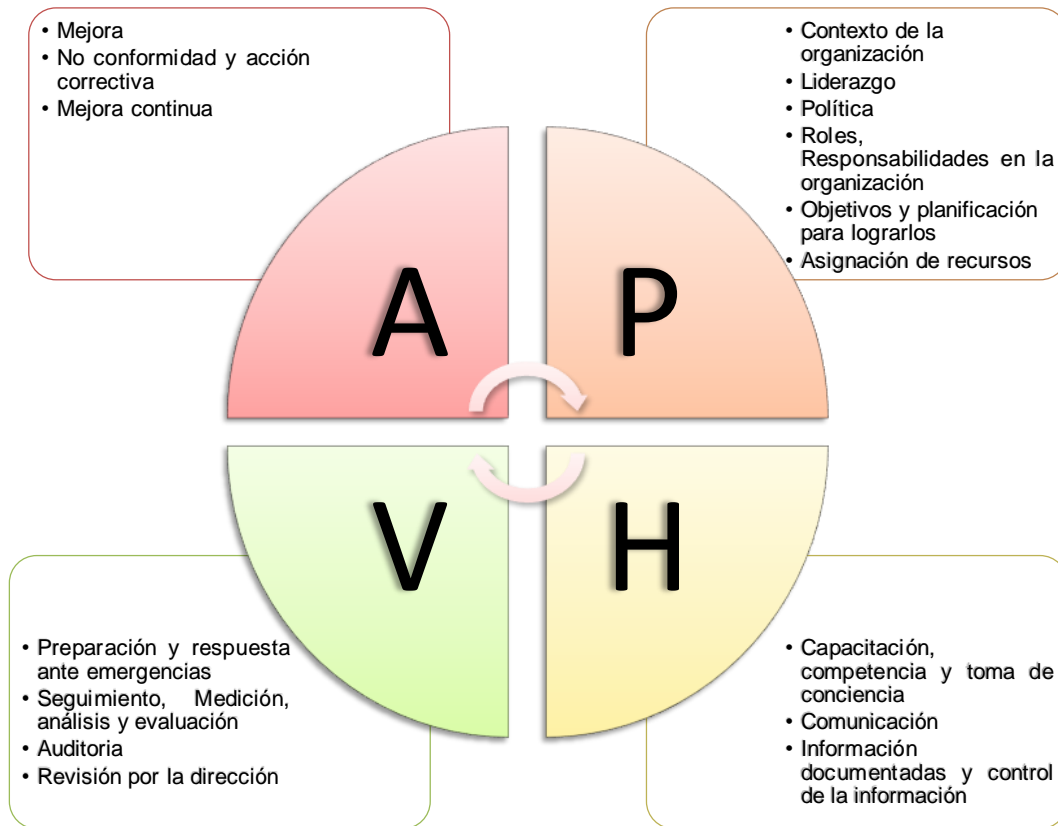 • Mejora
• No conformidad y acción
correctiva
• Mejora continua
• Contexto de la
organización
• Liderazgo
• Política
• Roles,
Responsabilidades en la
organización
• Objetivos y planificación
para lograrlos
• Asignación de recursos
A
P
V
H
• Preparación y respuesta
ante emergencias
• Seguimiento, Medición,
análisis y evaluación
• Auditoria
• Revisión por la dirección
• Capacitación,
competencia y toma de
conciencia
• Comunicación
• Información
documentadas y control
de la información